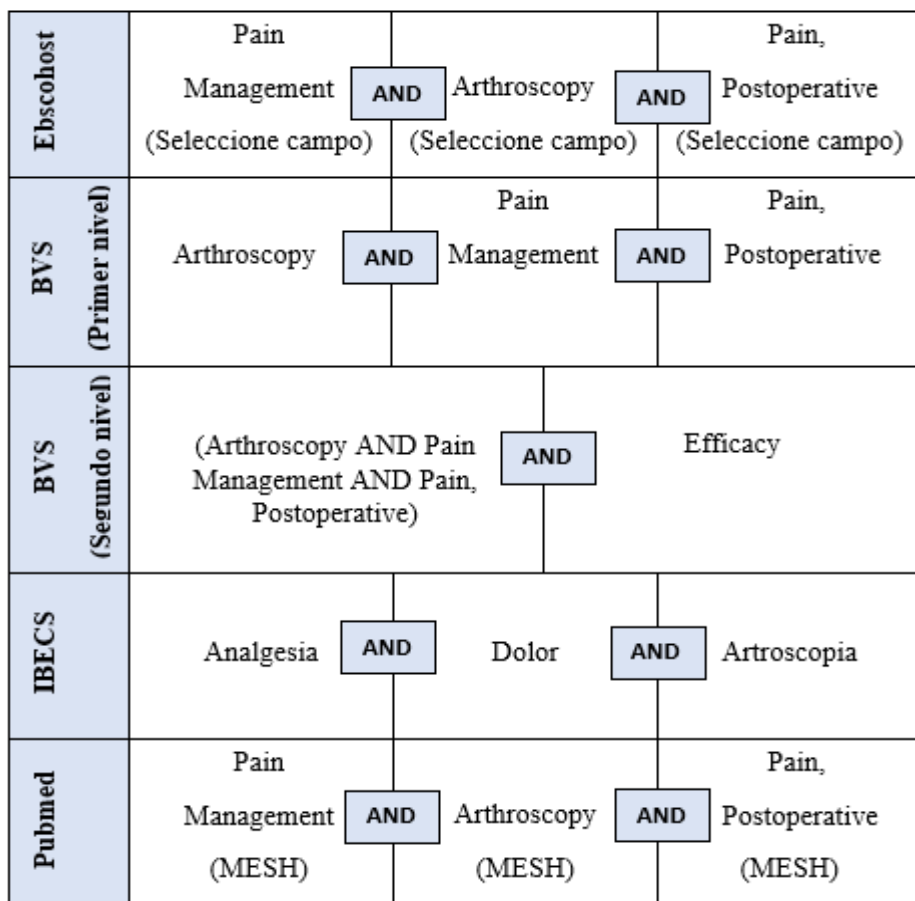 Ebscohost
Pain
Management
(Seleccione campo)
AND
Arthroscopy
(Seleccione campo)
AND
Pain,
Postoperative
(Seleccione campo)
BVS
(Primer nivel)
Arthroscopy
AND
Pain
Management
AND
Pain,
Postoperative
BVS
(Segundo nivel)
(Arthroscopy AND Pain
Management AND Pain,
Postoperative)
AND
Efficacy
IBECS
Analgesia
AND
Dolor
AND
Artroscopia
Pubmed
Pain
Management
(MESH)
AND
Arthroscopy
(MESH)
AND
Pain,
Postoperative
(MESH)